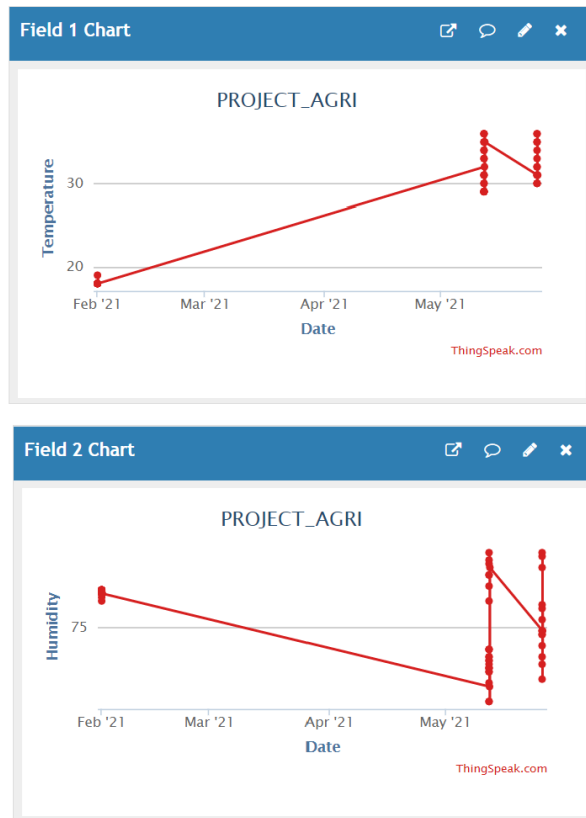 Field 1 Chart
PROJECT_AGRI
Temperature
30
20
Feb '21 Mar '21 Apr '21 May '21
Date
ThingSpeak.com
Field 2 Chart
PROJECT_AGRI
Humidity
75
Feb '21 Mar '21 Apr '21 May '21
Date
ThingSpeak.com